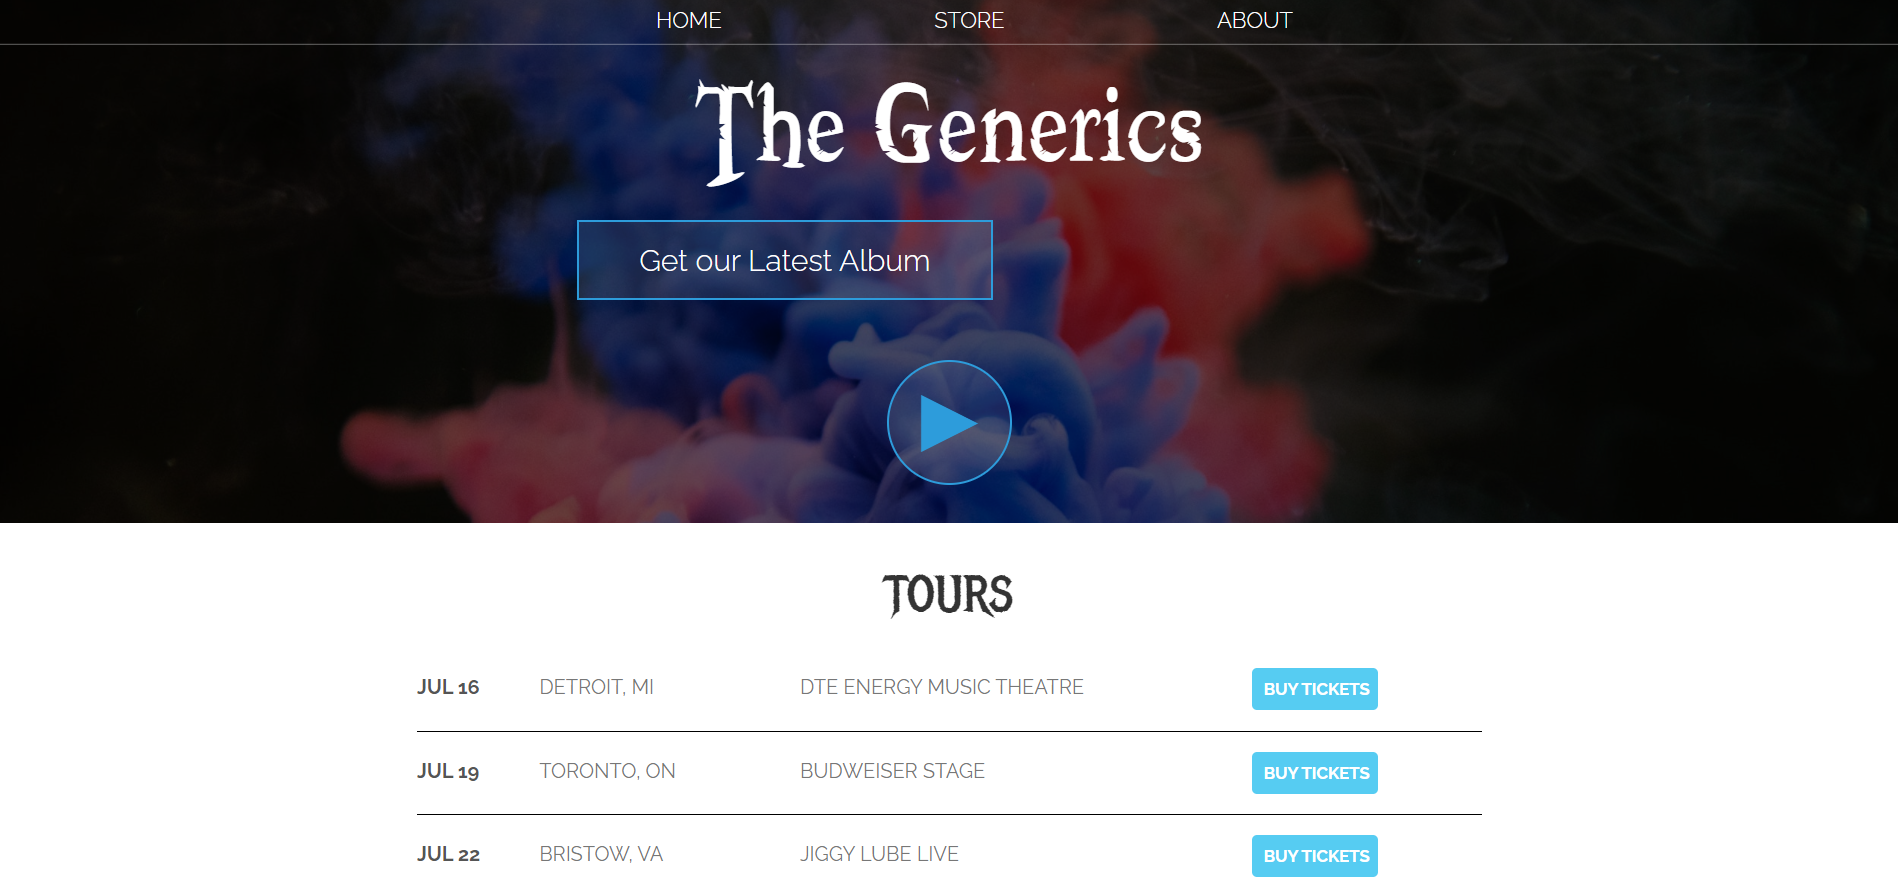 HOME STORE ABOUT
The Generics
Get our Latest Album
TOURS
JUL 16 DETROIT, MI DTE ENERGY MUSIC THEATRE BUY TICKETS
JUL 19 TORONTO, ON BUDWEISER STAGE BUY TICKETS
JUL 22 BRISTOW, VA JIGGY LUBE LIVE BUY TICKETS